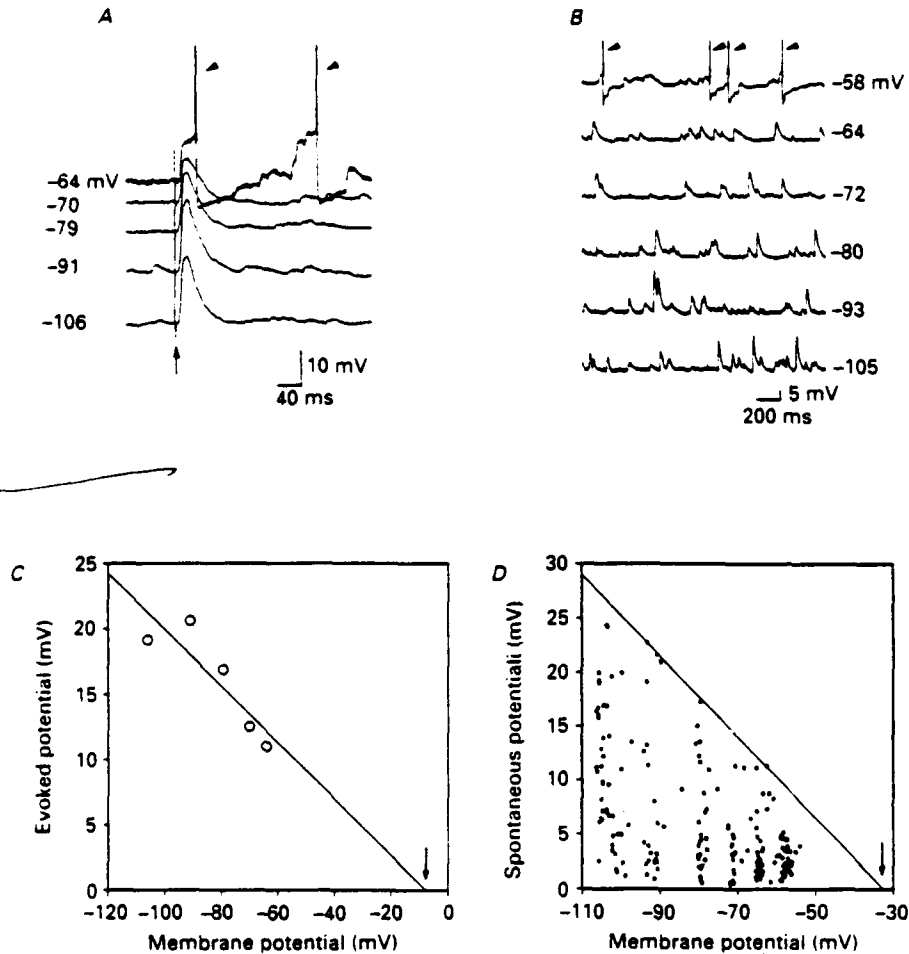 A
-64 mV
-70
-79
-91
-106
10 mV
40 ms
B
-58 mV
-64
-72
-80
-93
-105
5 mV
200 ms
C
Evoked potential (mV)
25
20
15
10
5
0
-120 -100 -80 -60 -40 -20 0
Membrane potential (mV)
D
Spontaneous potentiali (mV)
30
25
20
15
10
5
0
-110 -90 -70 -50 -30
Membrane potential (mV)